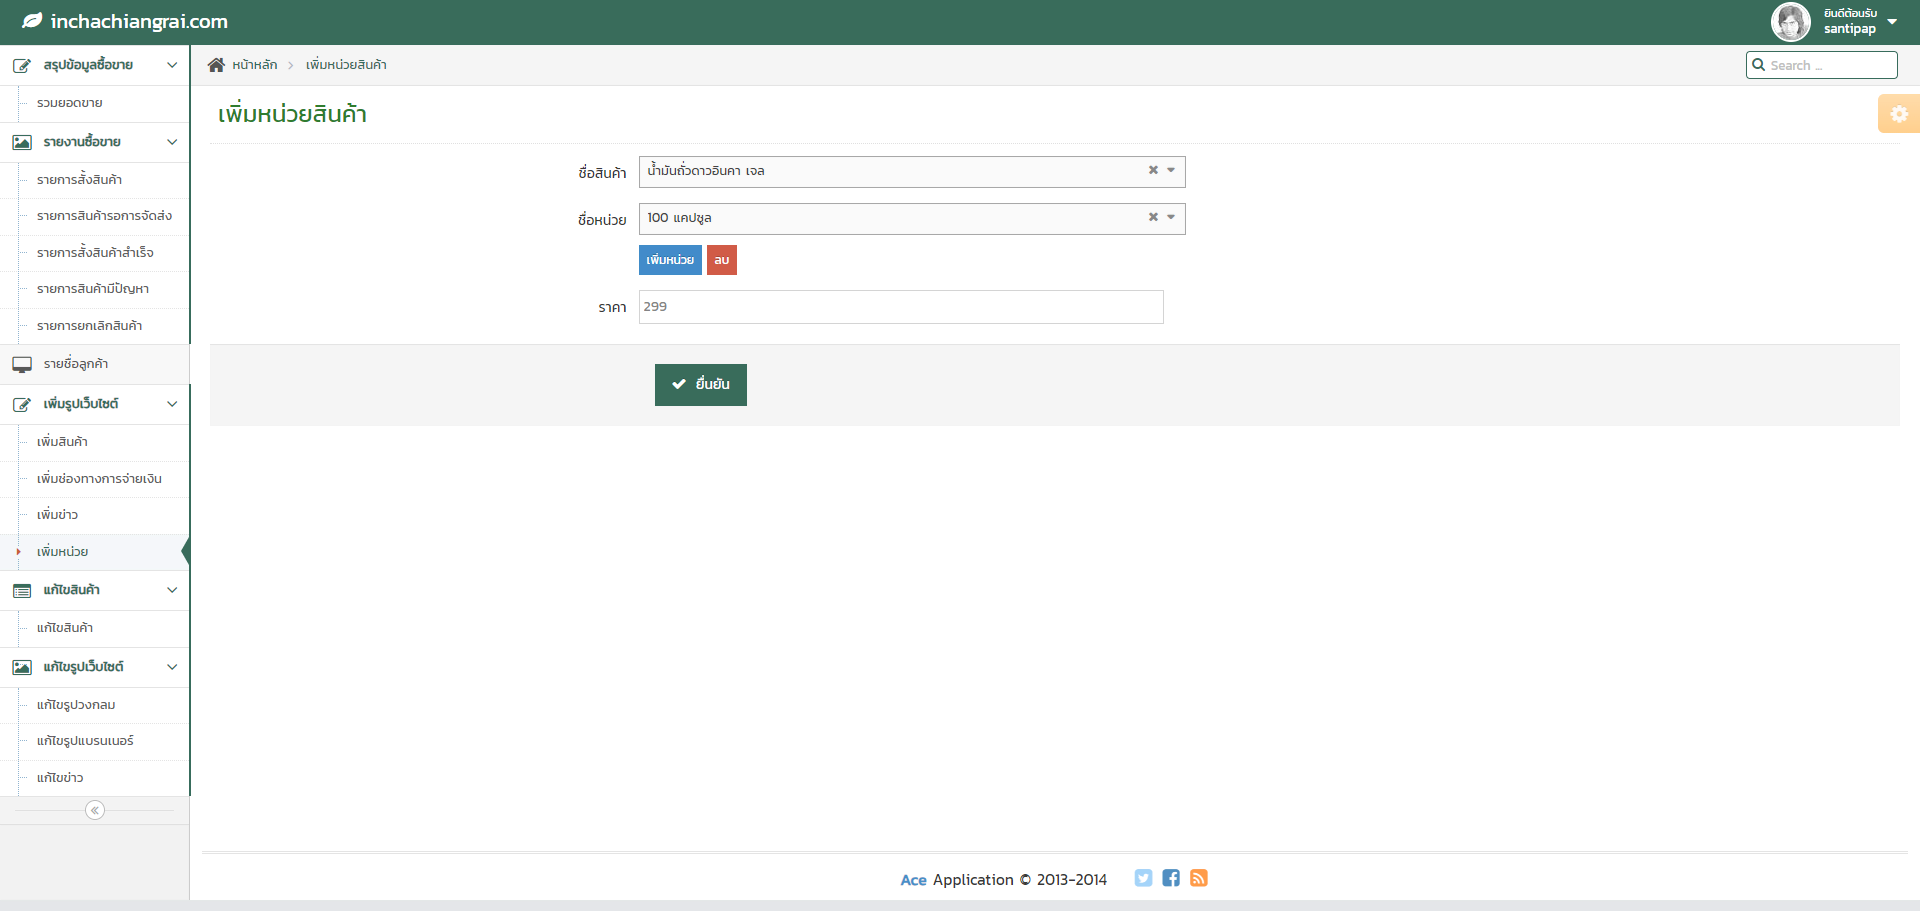 inchachiangrai.com
ยินดีต้อนรับ
santipap
สรุปข้อมูลซื้อขาย
รวมยอดขาย
รายงานซื้อขาย
รายการสั้งสินค้า
รายการสินค้ารอการจัดส่ง
รายการสั้งสินค้าสำเร็จ
รายการสินค้ามีปัญหา
รายการยกเลิกสินค้า
รายชื่อลูกค้า
เพิ่มรูปเว็บไซต์
เพิ่มสินค้า
เพิ่มช่องทางการจ่ายเงิน
เพิ่มข่าว
เพิ่มหน่วย
แก้ไขสินค้า
แก้ไขสินค้า
แก้ไขรูปเว็บไซต์
แก้ไขรูปวงกลม
แก้ไขรูปแบรนเนอร์
แก้ไขข่าว
หน้าหลัก > เพิ่มหน่วยสินค้า
Search ...
เพิ่มหน่วยสินค้า
ชื่อสินค้า น้ำมันถั่วดาวอินคา เจล
ชื่อหน่วย 100 แคปซูล
เพิ่มหน่วย ลบ
ราคา 299
ยื่นยัน
Ace Application © 2013-2014